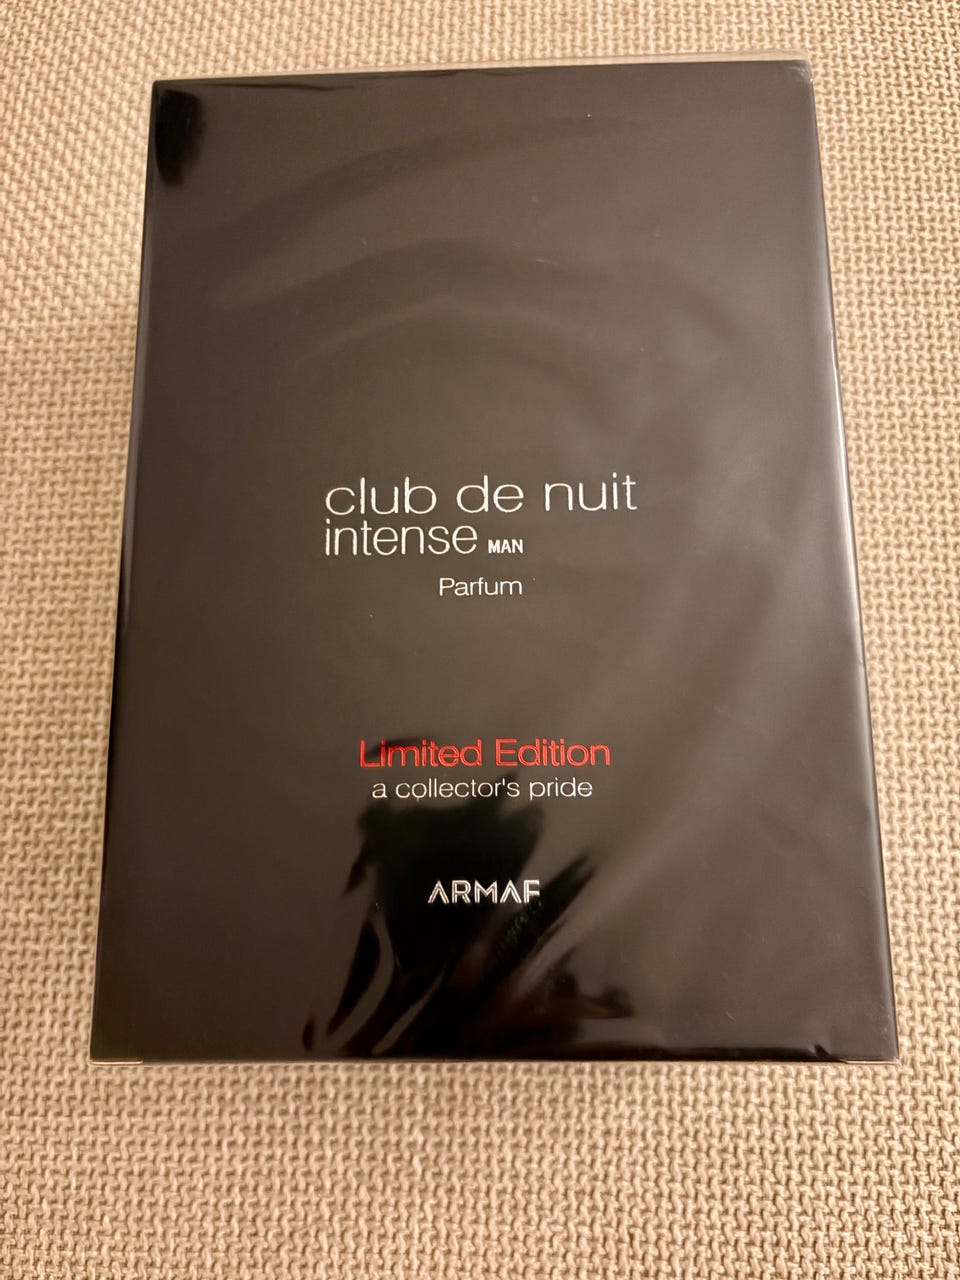 club de nuit
intense MAN
Parfum
Limited Edition
a collector's pride
ARMAF